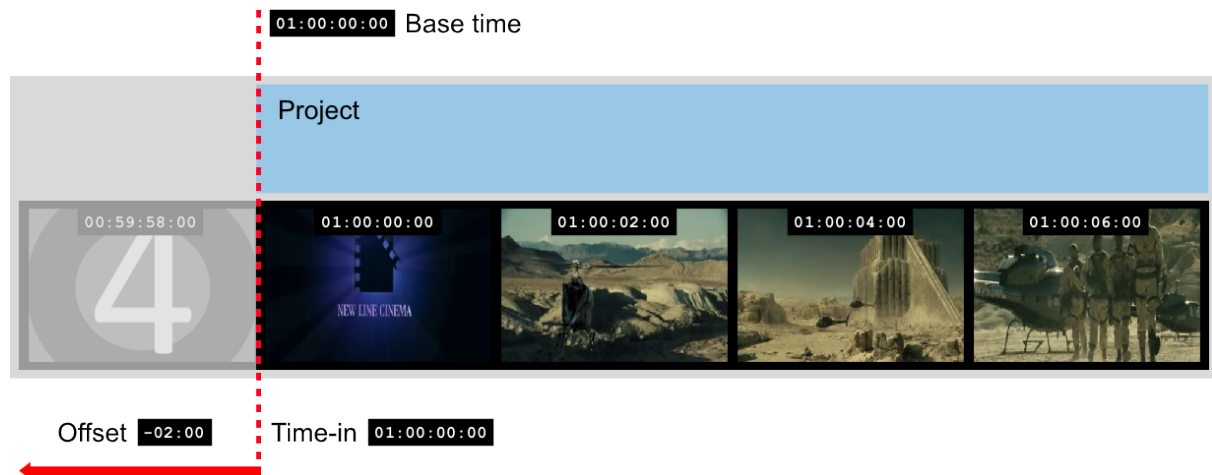 01:00:00:00 Base time
Project
00:59:58:00
01:00:00:00
01:00:02:00
01:00:04:00
01:00:06:00
4
NEW LINE CINEMA
Offset -02:00
Time-in 01:00:00:00